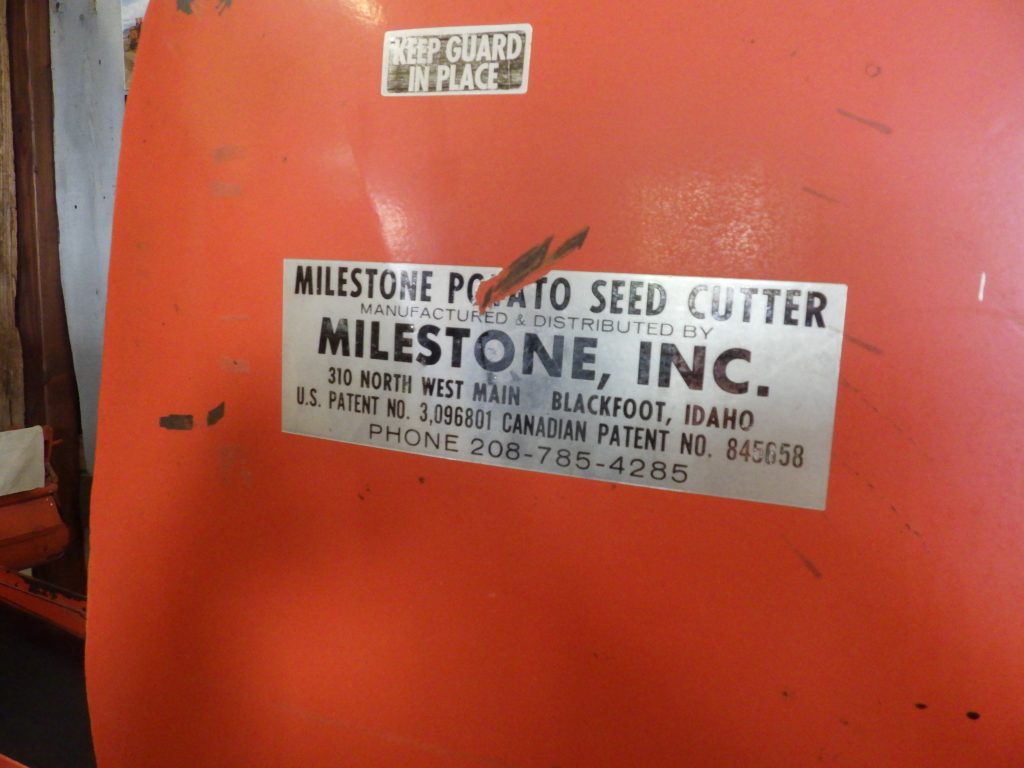 KEEP GUARD
IN PLACE
MILESTONE POTATO SEED CUTTER
MANUFACTURED & DISTRIBUTED BY
MILESTONE, INC.
310 NORTH WEST MAIN BLACKFOOT, IDAHO
U.S. PATENT NO. 3,096801 CANADIAN PATENT NO. 845658
PHONE 208-785-4285